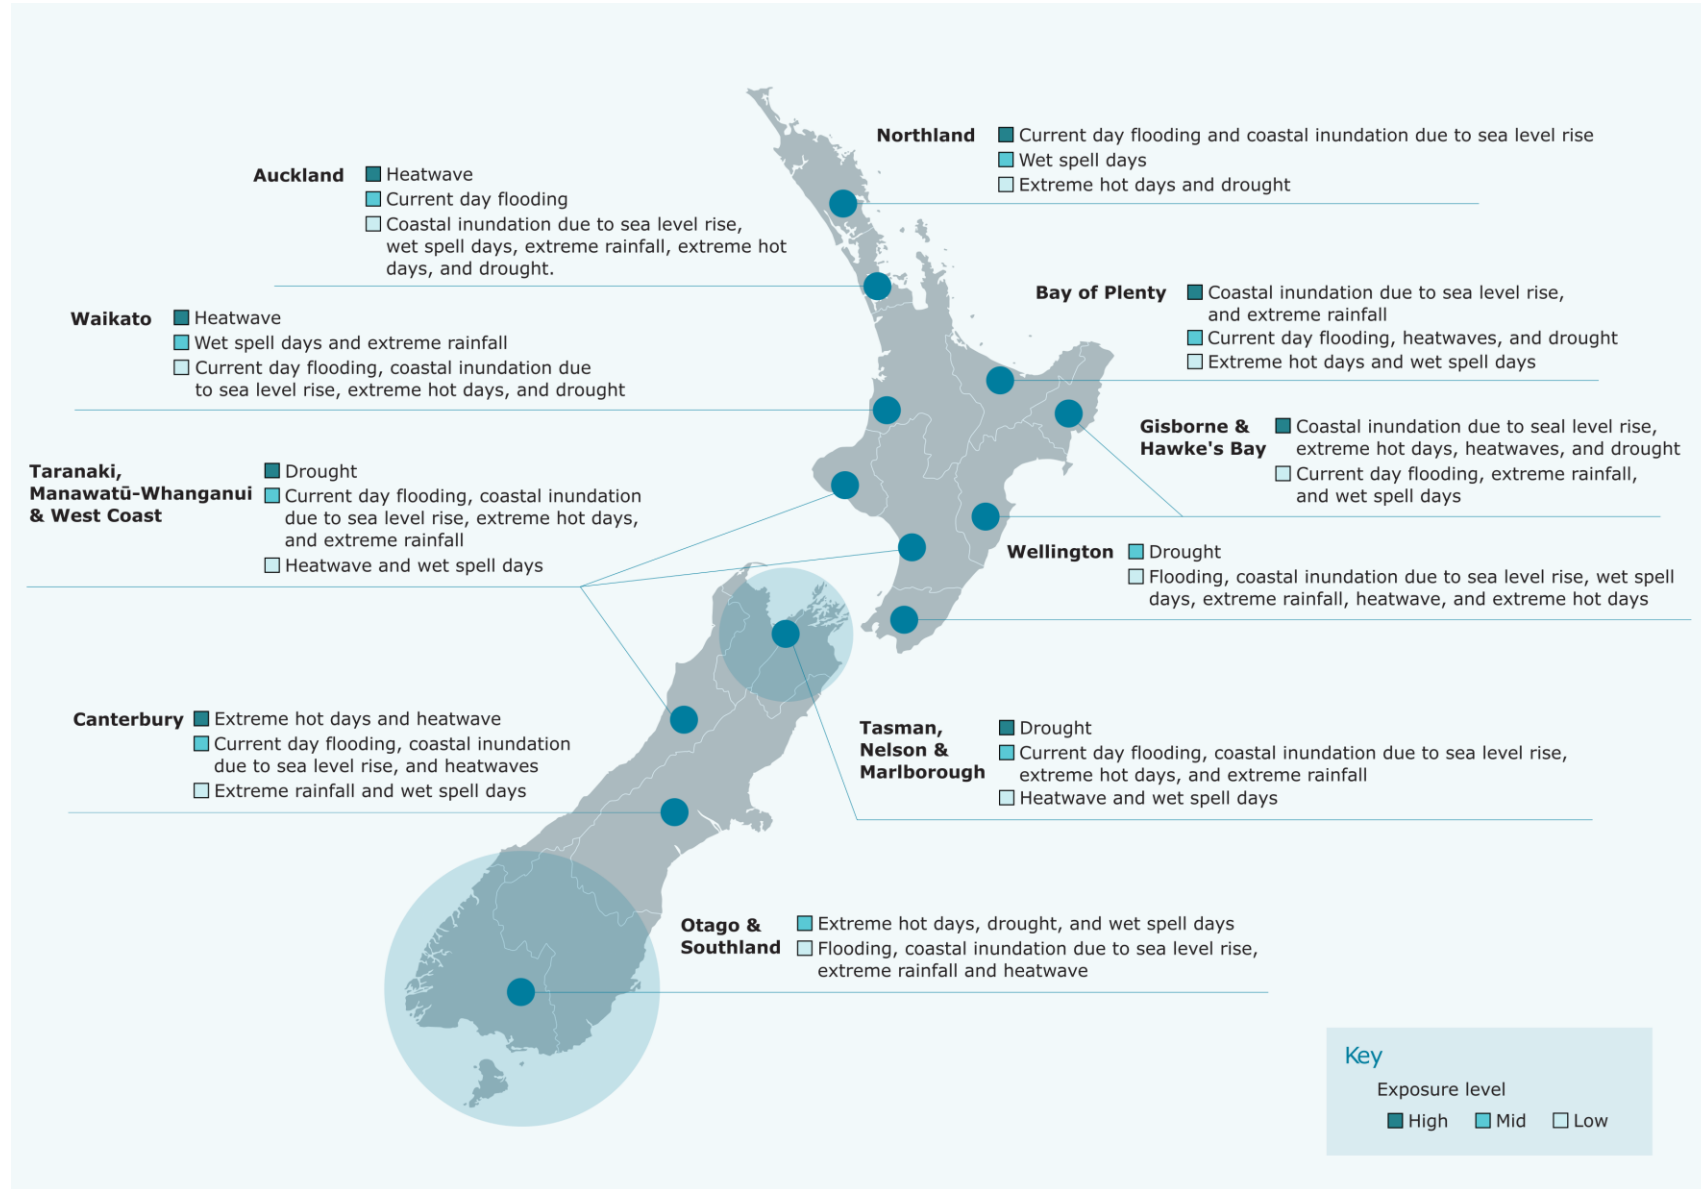 Northland
Current day flooding and coastal inundation due to sea level rise
Wet spell days
Extreme hot days and drought
Auckland
Heatwave
Current day flooding
Coastal inundation due to sea level rise,
wet spell days, extreme rainfall, extreme hot
days, and drought.
Bay of Plenty
Coastal inundation due to sea level rise,
and extreme rainfall
Current day flooding, heatwaves, and drought
Extreme hot days and wet spell days
Waikato
Heatwave
Wet spell days and extreme rainfall
Current day flooding, coastal inundation due
to sea level rise, extreme hot days, and drought
Gisborne &
Hawke's Bay
Coastal inundation due to seal level rise,
extreme hot days, heatwaves, and drought
Current day flooding, extreme rainfall,
and wet spell days
Taranaki,
Manawatū-Whanganui
& West Coast
Drought
Current day flooding, coastal inundation
due to sea level rise, extreme hot days,
and extreme rainfall
Heatwave and wet spell days
Wellington
Drought
Flooding, coastal inundation due to sea level rise, wet spell
days, extreme rainfall, heatwave, and extreme hot days
Canterbury
Extreme hot days and heatwave
Current day flooding, coastal inundation
due to sea level rise, and heatwaves
Extreme rainfall and wet spell days
Tasman,
Nelson &
Marlborough
Drought
Current day flooding, coastal inundation due to sea level rise,
extreme hot days, and extreme rainfall
Heatwave and wet spell days
Otago &
Southland
Extreme hot days, drought, and wet spell days
Flooding, coastal inundation due to sea level rise,
extreme rainfall and heatwave
Key
Exposure level
High Mid Low